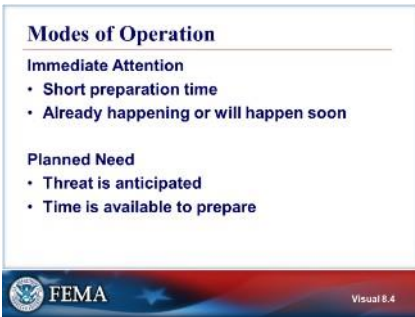 Modes of Operation
Immediate Attention
• Short preparation time
• Already happening or will happen soon
Planned Need
• Threat is anticipated
• Time is available to prepare
FEMA
Visual 8.4